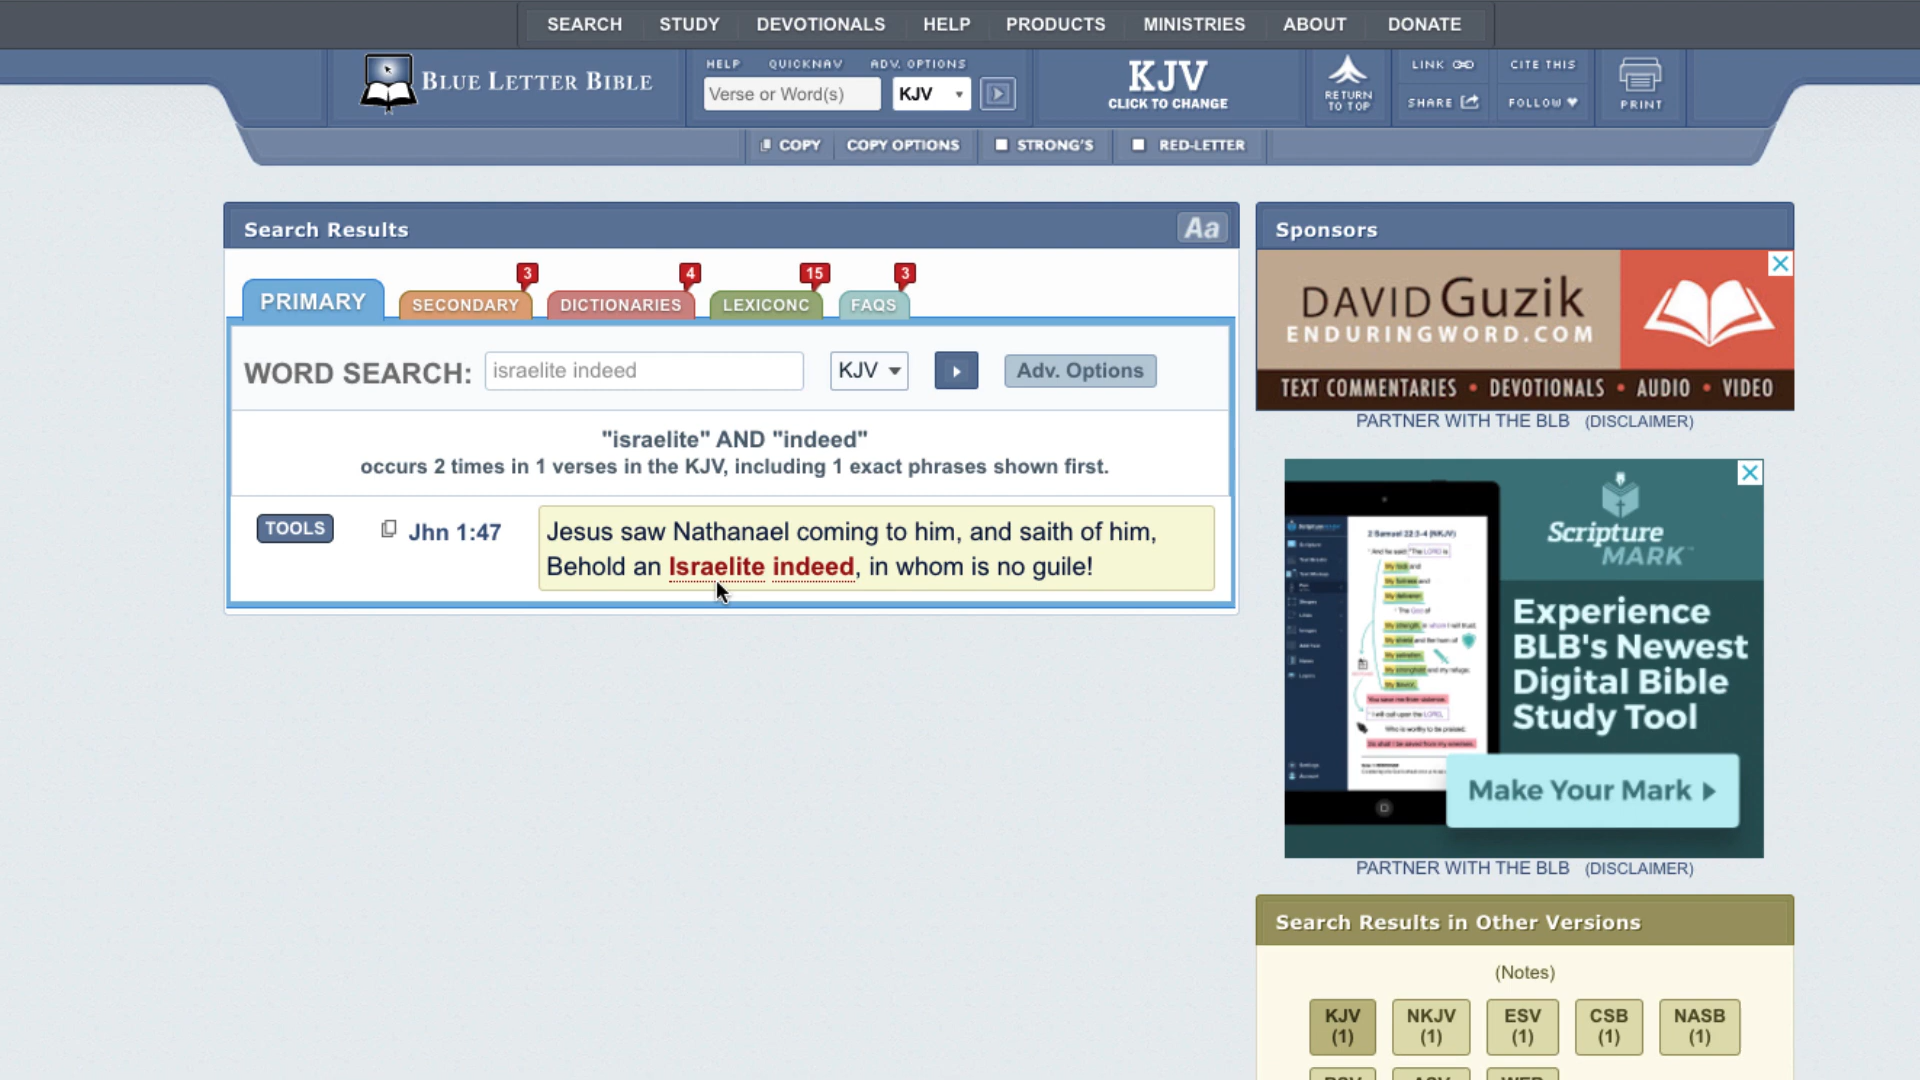 SEARCH STUDY DEVOTIONALS HELP PRODUCTS MINISTRIES ABOUT DONATE
BLUE LETTER BIBLE
HELP QUICKNAV ADV. OPTIONS
Verse or Word(s) KJV
KJV
CLICK TO CHANGE
RETURN
TO TOP
LINK
SHARE
CITE THIS
FOLLOW
PRINT
COPY COPY OPTIONS STRONG'S RED-LETTER
Search Results Aa
3 4 15 3
PRIMARY SECONDARY DICTIONARIES LEXICONC FAQS
WORD SEARCH: israelite indeed KJV Adv. Options
"israelite" AND "indeed"
occurs 2 times in 1 verses in the KJV, including 1 exact phrases shown first.
TOOLS Jhn 1:47 Jesus saw Nathanael coming to him, and saith of him,
Behold an Israelite indeed, in whom is no guile!
Sponsors
DAVID Guzik
ENDURINGWORD.COM
TEXT COMMENTARIES • DEVOTIONALS • AUDIO • VIDEO
PARTNER WITH THE BLB (DISCLAIMER)
2 Samuel 22:3-4 (NKJV)
Scripture
MARK
Experience
BLB's Newest
Digital Bible
Study Tool
Make Your Mark
PARTNER WITH THE BLB (DISCLAIMER)
Search Results in Other Versions
(Notes)
KJV NKJV ESV CSB NASB
(1) (1) (1) (1) (1)